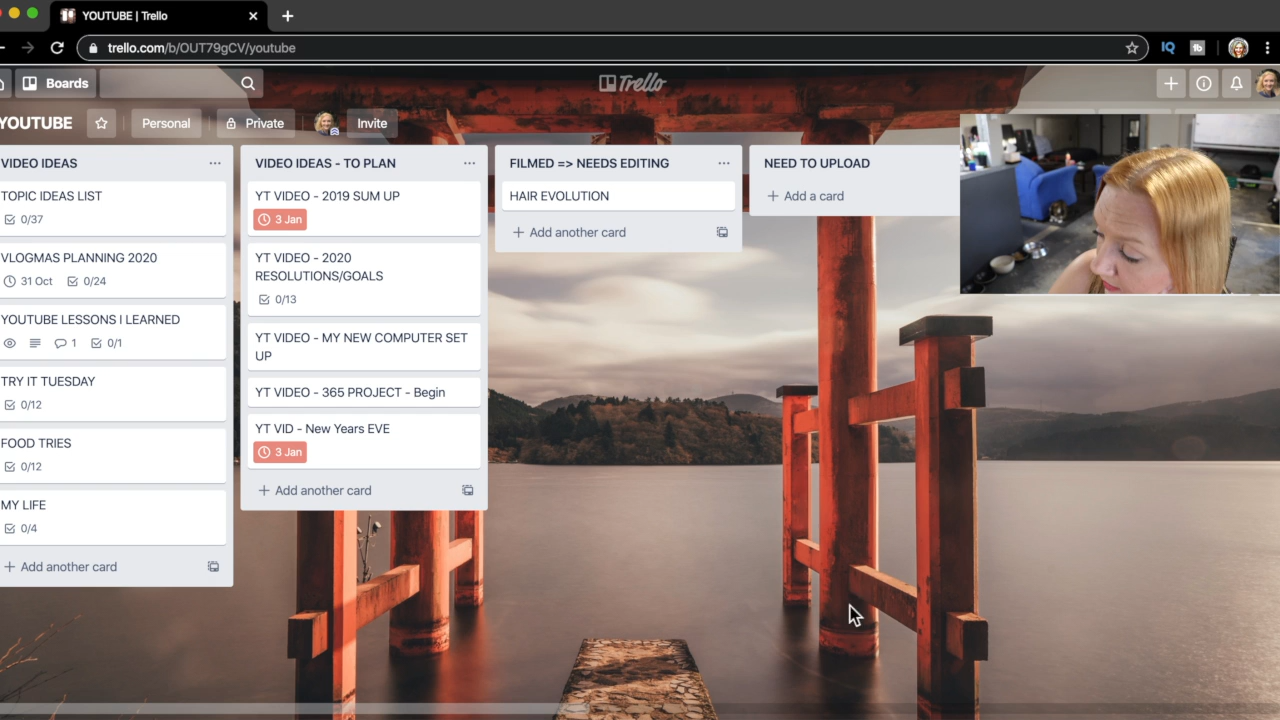 YOUTUBE | Trello
trello.com/b/OUT79gCV/youtube
Boards
Trello
YOUTUBE
Personal
Private
Invite
VIDEO IDEAS
TOPIC IDEAS LIST
0/37
VLOGMAS PLANNING 2020
31 Oct 0/24
YOUTUBE LESSONS I LEARNED
1 0/1
TRY IT TUESDAY
0/12
FOOD TRIES
0/12
MY LIFE
0/4
+ Add another card
VIDEO IDEAS - TO PLAN
YT VIDEO - 2019 SUM UP
3 Jan
YT VIDEO - 2020
RESOLUTIONS/GOALS
0/13
YT VIDEO - MY NEW COMPUTER SET
UP
YT VIDEO - 365 PROJECT - Begin
YT VID - New Years EVE
3 Jan
+ Add another card
FILMED => NEEDS EDITING
HAIR EVOLUTION
+ Add another card
NEED TO UPLOAD
+ Add a card
IQ
tb